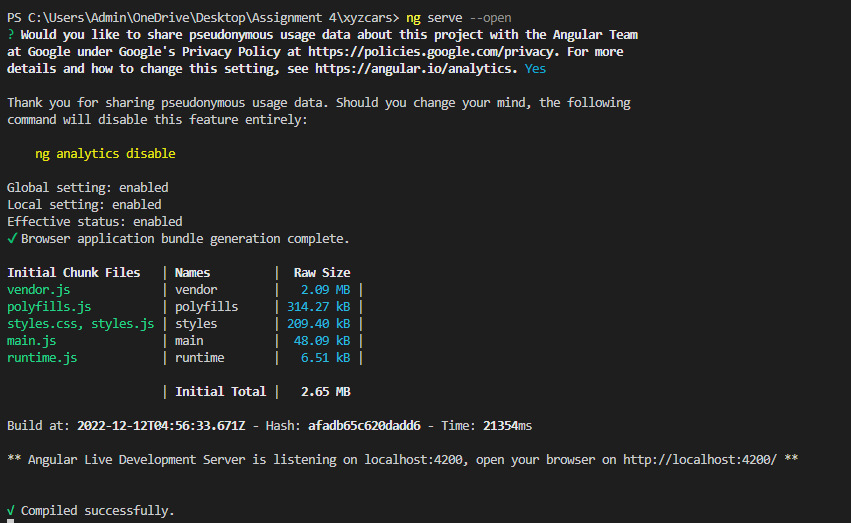 PS C:\Users\Admin\OneDrive\Desktop\Assignment 4\xyzcars> ng serve --open
? Would you like to share pseudonymous usage data about this project with the Angular Team
at Google under Google's Privacy Policy at https://policies.google.com/privacy. For more
details and how to change this setting, see https://angular.io/analytics. Yes
Thank you for sharing pseudonymous usage data. Should you change your mind, the following
command will disable this feature entirely:
ng analytics disable
Global setting: enabled
Local setting: enabled
Effective status: enabled
✓ Browser application bundle generation complete.
Initial Chunk Files | Names | Raw Size
vendor.js | vendor | 2.09 MB |
polyfills.js | polyfills | 314.27 kB |
styles.css, styles.js | styles | 209.40 kB |
main.js | main | 48.09 kB |
runtime.js | runtime | 6.51 kB |
| Initial Total | 2.65 MB
Build at: 2022-12-12T04:56:33.671Z - Hash: afadb65c620dadd6 - Time: 21354ms
** Angular Live Development Server is listening on localhost:4200, open your browser on http://localhost:4200/ **
√ Compiled successfully.